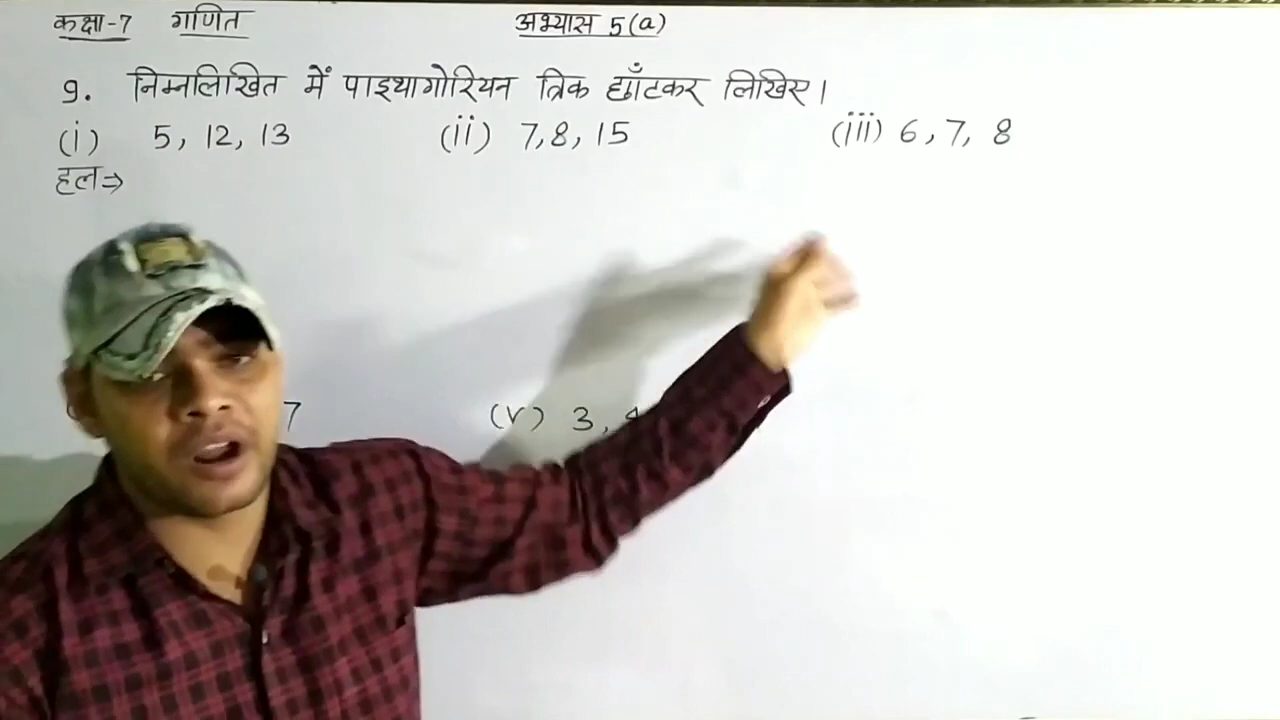 कक्षा-7 गणित अभ्यास 5(a)
9. निम्नलिखित में पाइथागोरियन त्रिक छाँटकर लिखिए।
(i) 5, 12, 13 (ii) 7,8, 15 (iii) 6, 7, 8
हल⇒
7 (v) 3,